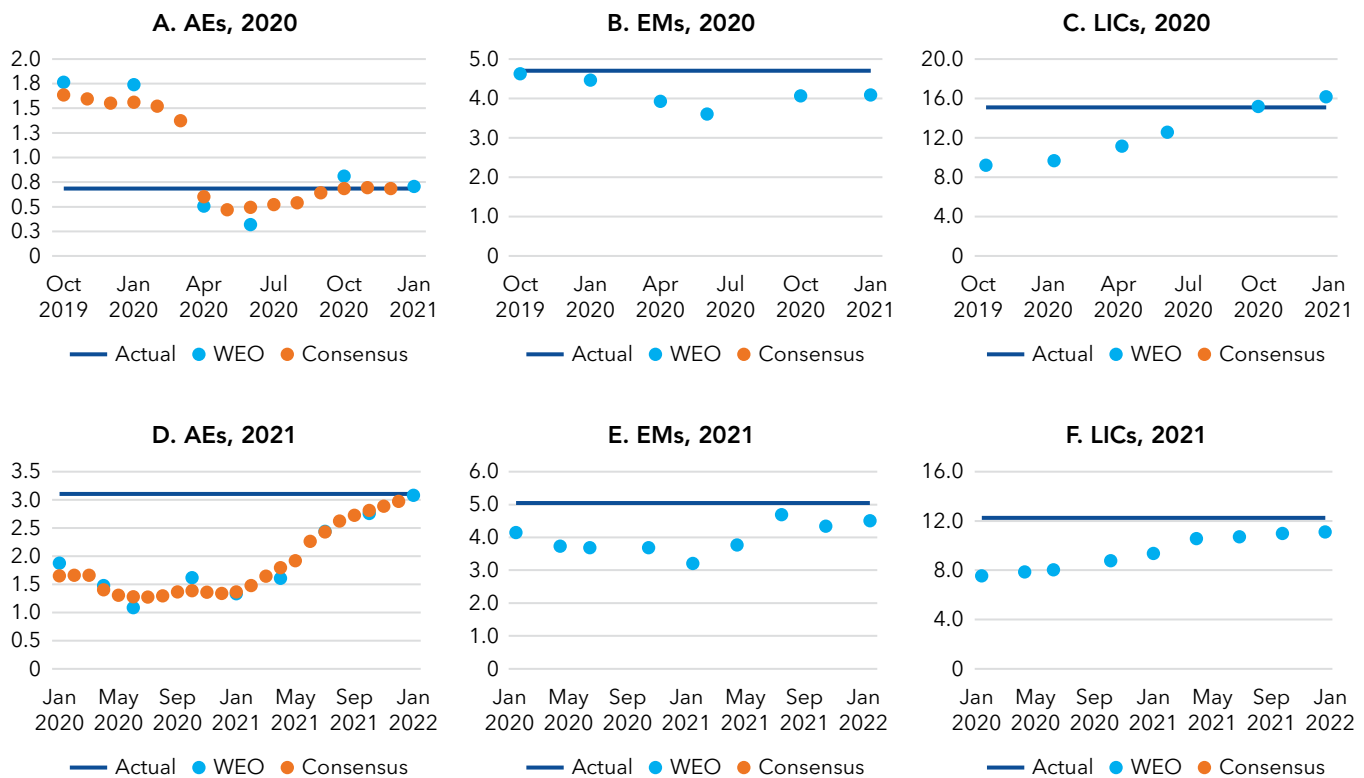 A. AEs, 2020
2.0
1.8
1.5
1.3
1.0
0.8
0.5
0.3
0
Oct Jan Apr Jul Oct Jan
2019 2020 2020 2020 2020 2021
Actual WEO Consensus
B. EMs, 2020
5.0
4.0
3.0
2.0
1.0
0
Oct Jan Apr Jul Oct Jan
2019 2020 2020 2020 2020 2021
Actual WEO Consensus
C. LICs, 2020
20.0
16.0
12.0
8.0
4.0
0
Oct Jan Apr Jul Oct Jan
2019 2020 2020 2020 2020 2021
Actual WEO Consensus
D. AEs, 2021
3.5
3.0
2.5
2.0
1.5
1.0
0.5
0
Jan May Sep Jan May Sep Jan
2020 2020 2020 2021 2021 2021 2022
Actual WEO Consensus
E. EMs, 2021
6.0
5.0
4.0
3.0
2.0
1.0
0
Jan May Sep Jan May Sep Jan
2020 2020 2020 2021 2021 2021 2022
Actual WEO Consensus
F. LICs, 2021
16.0
12.0
8.0
4.0
0
Jan May Sep Jan May Sep Jan
2020 2020 2020 2021 2021 2021 2022
Actual WEO Consensus